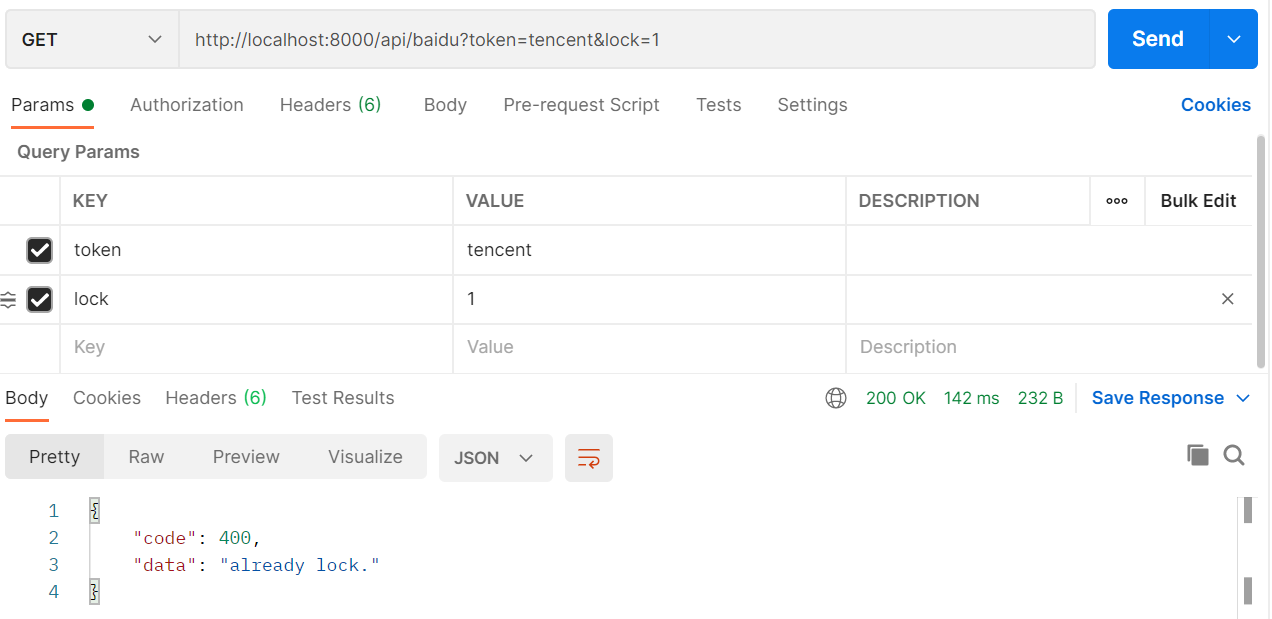 GET http://localhost:8000/api/baidu?token=tencent&lock=1 Send
Params Authorization Headers (6) Body Pre-request Script Tests Settings Cookies
Query Params
KEY VALUE DESCRIPTION ooo Bulk Edit
token tencent
lock 1
Key Value Description
Body Cookies Headers (6) Test Results 200 OK 142 ms 232 B Save Response
Pretty Raw Preview Visualize JSON
1 {
2 "code": 400,
3 "data": "already lock."
4 }